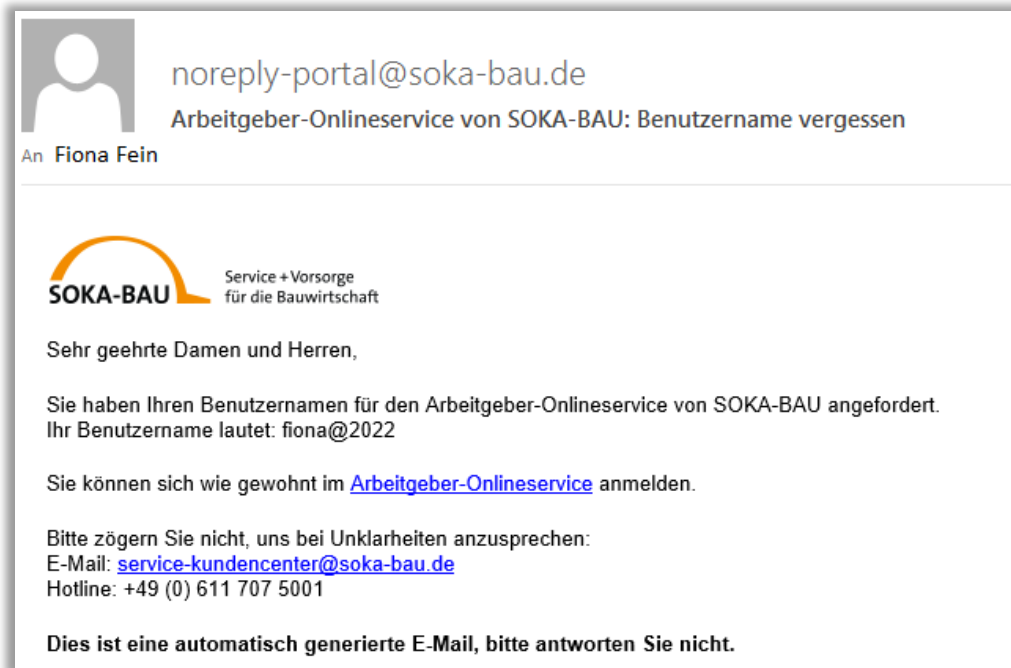 noreply-portal@soka-bau.de
Arbeitgeber-Onlineservice von SOKA-BAU: Benutzername vergessen
An Fiona Fein
SOKA-BAU
Service + Vorsorge
für die Bauwirtschaft
Sehr geehrte Damen und Herren,
Sie haben Ihren Benutzernamen für den Arbeitgeber-Onlineservice von SOKA-BAU angefordert.
Ihr Benutzername lautet: fiona@2022
Sie können sich wie gewohnt im Arbeitgeber-Onlineservice anmelden.
Bitte zögern Sie nicht, uns bei Unklarheiten anzusprechen:
E-Mail: service-kundencenter@soka-bau.de
Hotline: +49 (0) 611 707 5001
Dies ist eine automatisch generierte E-Mail, bitte antworten Sie nicht.